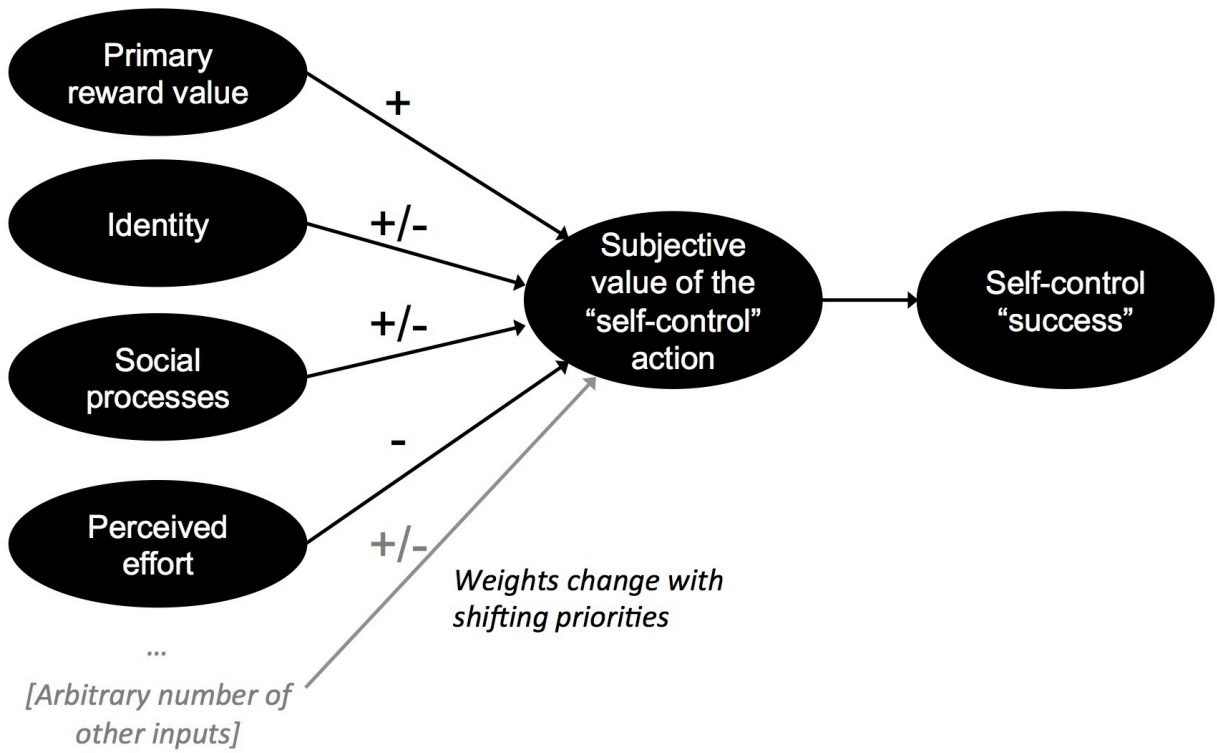 Primary
reward value
+
Identity
+/-
Social
processes
+/-
Perceived
effort
-
+/-
...
[Arbitrary number of
other inputs]
Weights change with
shifting priorities
Subjective
value of the
“self-control”
action
Self-control
“success”